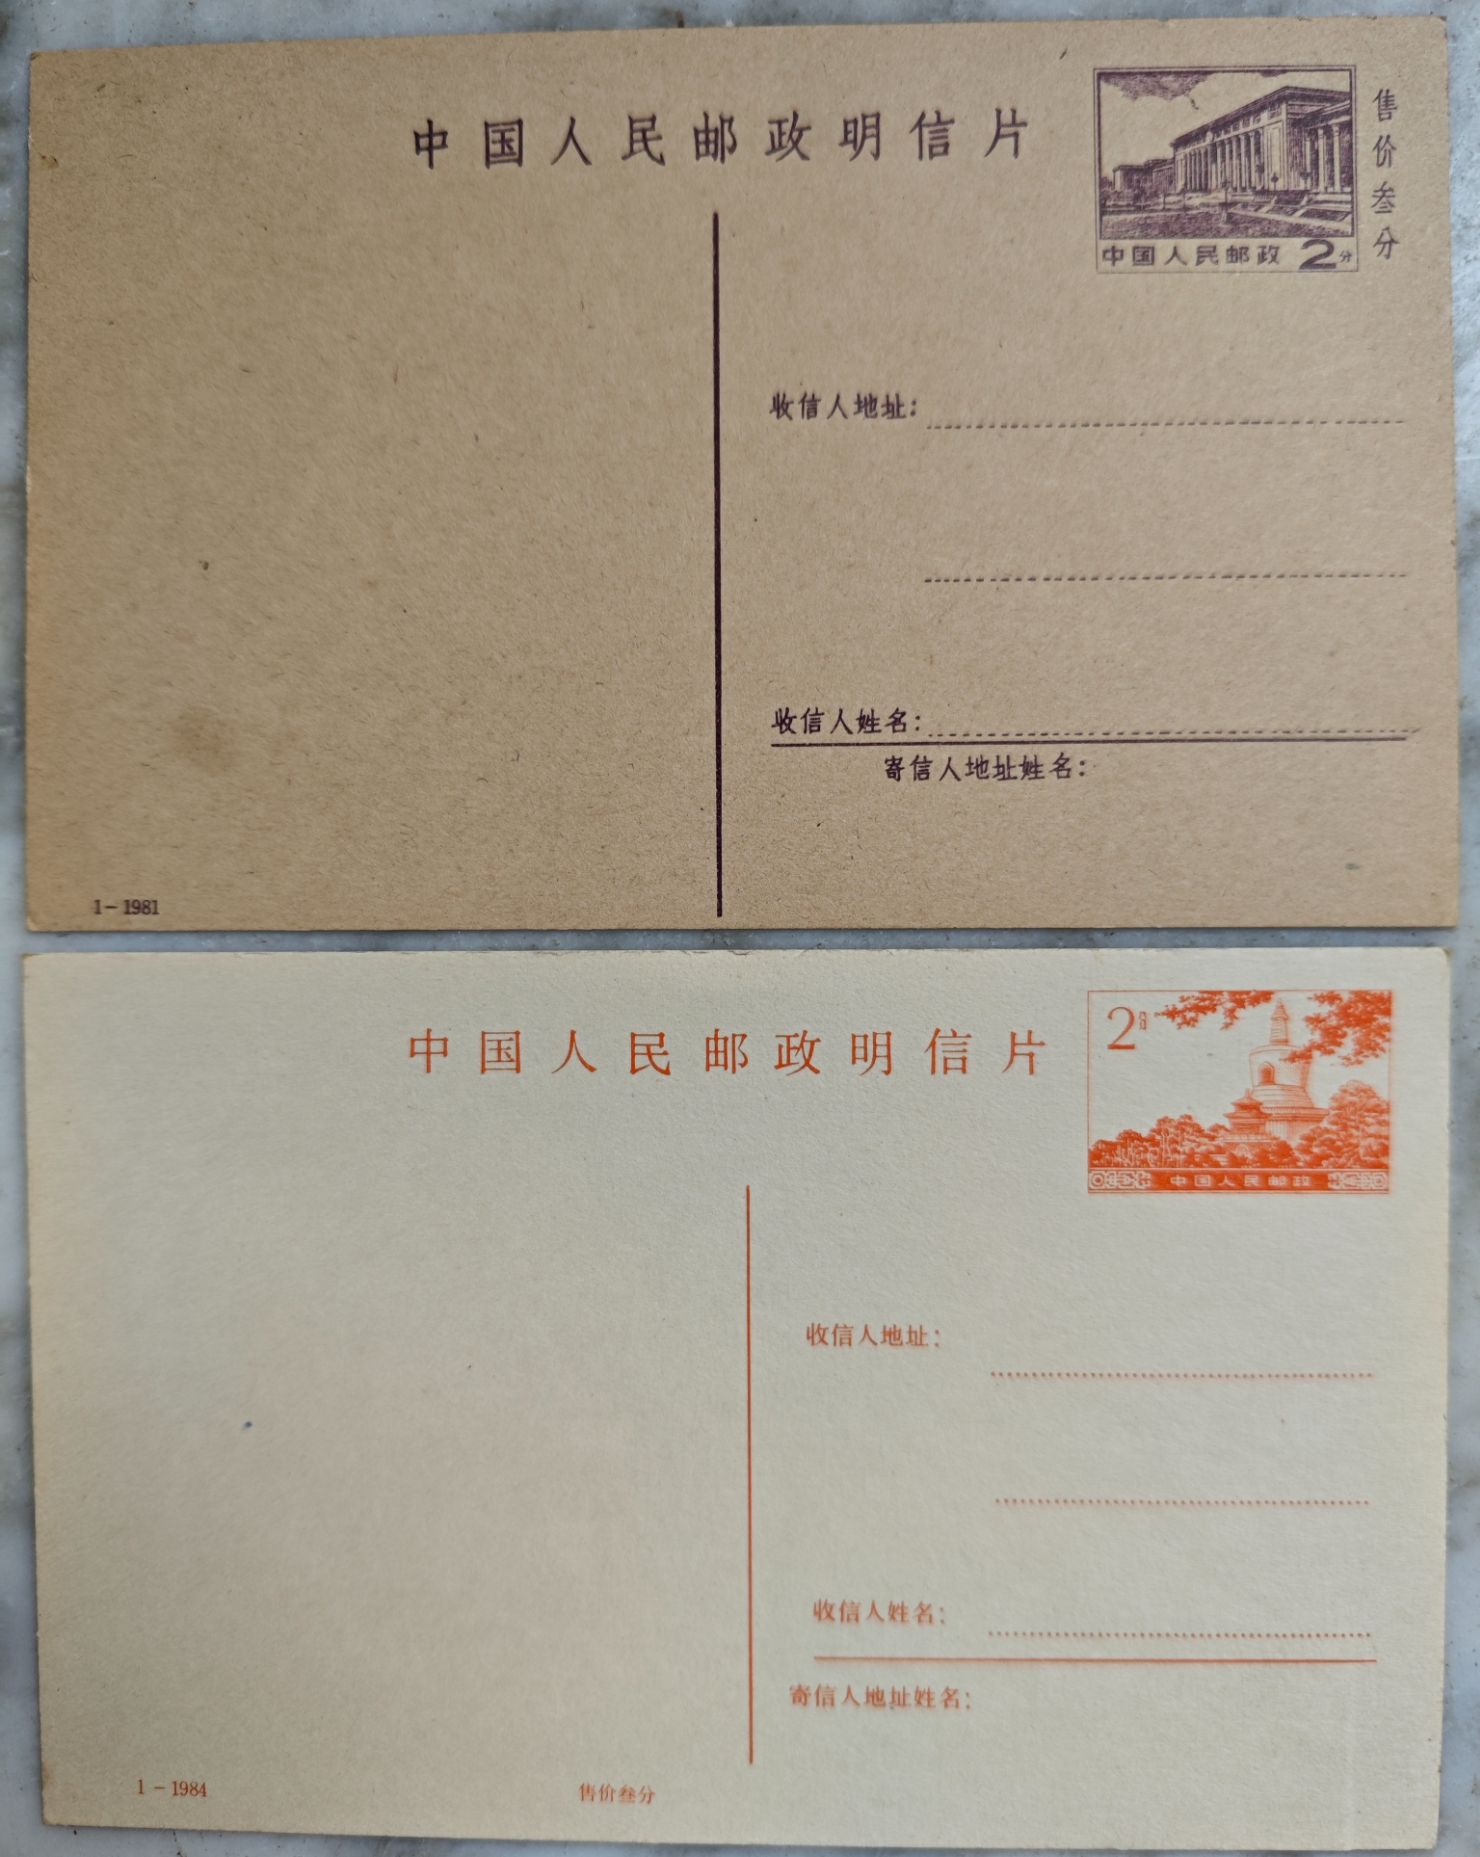 中国人民邮政明信片
售价叁分
中国人民邮政 2分
收信人地址：
收信人姓名：
寄信人地址姓名：
1-1981
中国人民邮政明信片
2分
中国人民邮政
收信人地址：
收信人姓名：
寄信人地址姓名：
1-1984
售价叁分